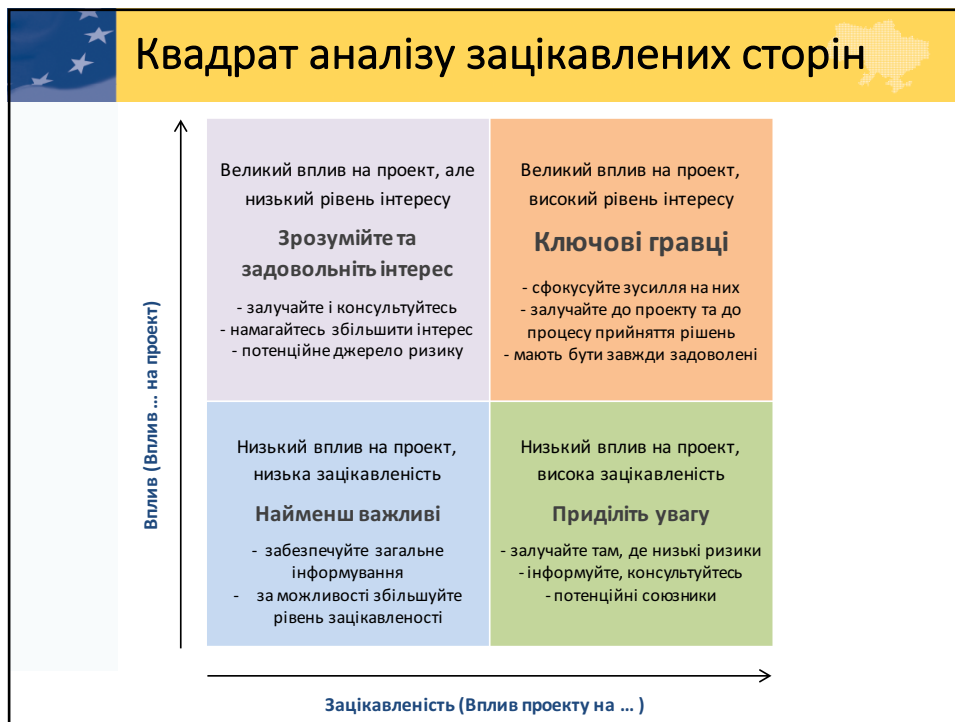 Квадрат аналізу зацікавлених сторін
Великий вплив на проект, але
низький рівень інтересу
Зрозумійте та
задовольніть інтерес
- залучайте і консультуйтесь
- намагайтесь збільшити інтерес
- потенційне джерело ризику
Великий вплив на проект,
високий рівень інтересу
Ключові гравці
- сфокусуйте зусилля на них
- залучайте до проекту та до
процесу прийняття рішень
- мають бути завжди задоволені
Вплив (Вплив ... на проект)
Низький вплив на проект,
низька зацікавленість
Найменш важливі
- забезпечуйте загальне
інформування
- за можливості збільшуйте
рівень зацікавленості
Низький вплив на проект,
висока зацікавленість
Приділіть увагу
- залучайте там, де низькі ризики
- інформуйте, консультуйтесь
- потенційні союзники
Зацікавленість (Вплив проекту на ... )